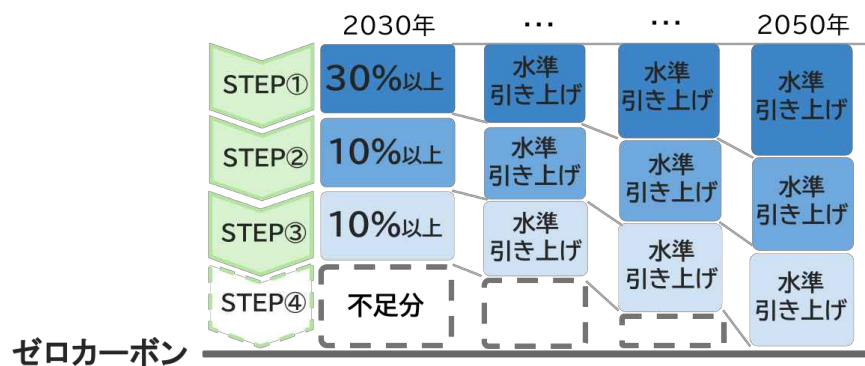 2030年 … … 2050年
STEP① 30%以上 水準 引き上げ 水準 引き上げ 水準 引き上げ
STEP② 10%以上 水準 引き上げ 水準 引き上げ 水準 引き上げ
STEP③ 10%以上 水準 引き上げ 水準 引き上げ 水準 引き上げ
STEP④ 不足分
ゼロカーボン